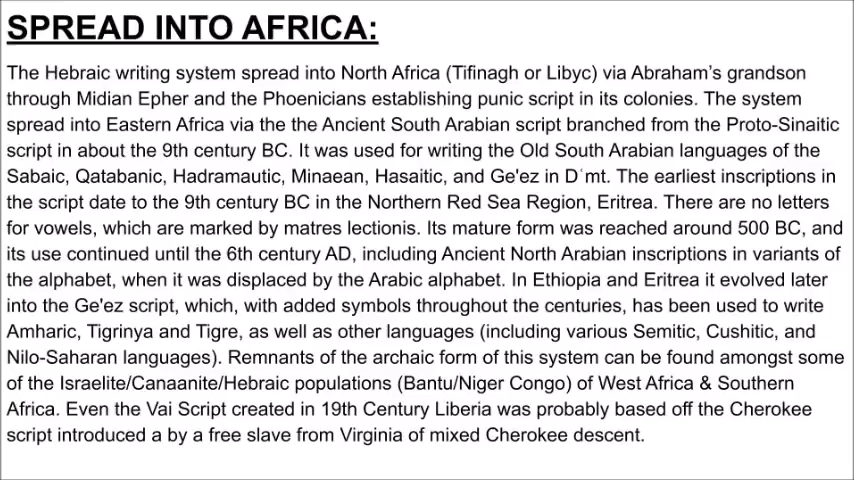 SPREAD INTO AFRICA:
The Hebraic writing system spread into North Africa (Tifinagh or Libyc) via Abraham's grandson
through Midian Epher and the Phoenicians establishing punic script in its colonies. The system
spread into Eastern Africa via the the Ancient South Arabian script branched from the Proto-Sinaitic
script in about the 9th century BC. It was used for writing the Old South Arabian languages of the
Sabaic, Qatabanic, Hadramautic, Minaean, Hasaitic, and Ge'ez in Dʿmt. The earliest inscriptions in
the script date to the 9th century BC in the Northern Red Sea Region, Eritrea. There are no letters
for vowels, which are marked by matres lectionis. Its mature form was reached around 500 BC, and
its use continued until the 6th century AD, including Ancient North Arabian inscriptions in variants of
the alphabet, when it was displaced by the Arabic alphabet. In Ethiopia and Eritrea it evolved later
into the Ge'ez script, which, with added symbols throughout the centuries, has been used to write
Amharic, Tigrinya and Tigre, as well as other languages (including various Semitic, Cushitic, and
Nilo-Saharan languages). Remnants of the archaic form of this system can be found amongst some
of the Israelite/Canaanite/Hebraic populations (Bantu/Niger Congo) of West Africa & Southern
Africa. Even the Vai Script created in 19th Century Liberia was probably based off the Cherokee
script introduced a by a free slave from Virginia of mixed Cherokee descent.